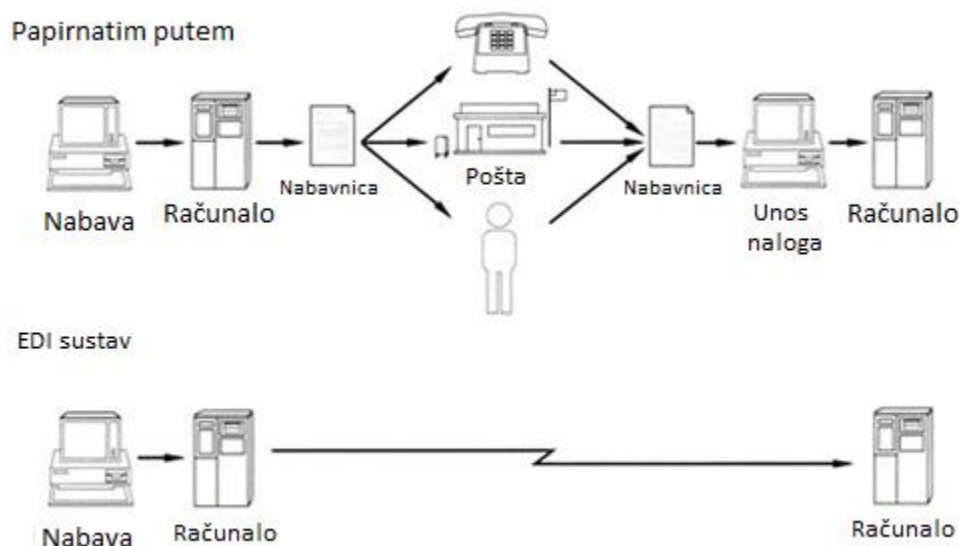 Papirnatim putem
Nabava
Računalo
Nabavnica
Pošta
Nabavnica
Unos
naloga
Računalo
EDI sustav
Nabava
Računalo
Računalo